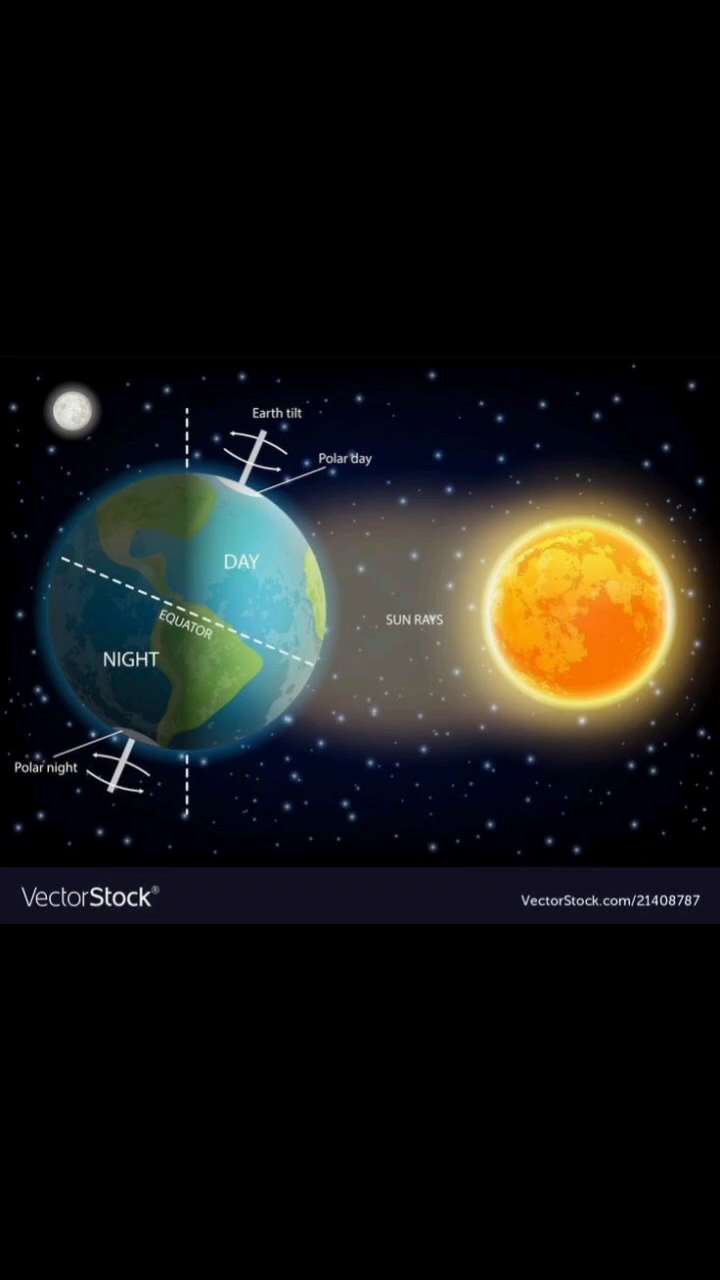 Earth tilt
Polar day
DAY
SUN RAYS
EQUATOR
NIGHT
Polar night
VectorStock®
VectorStock.com/21408787